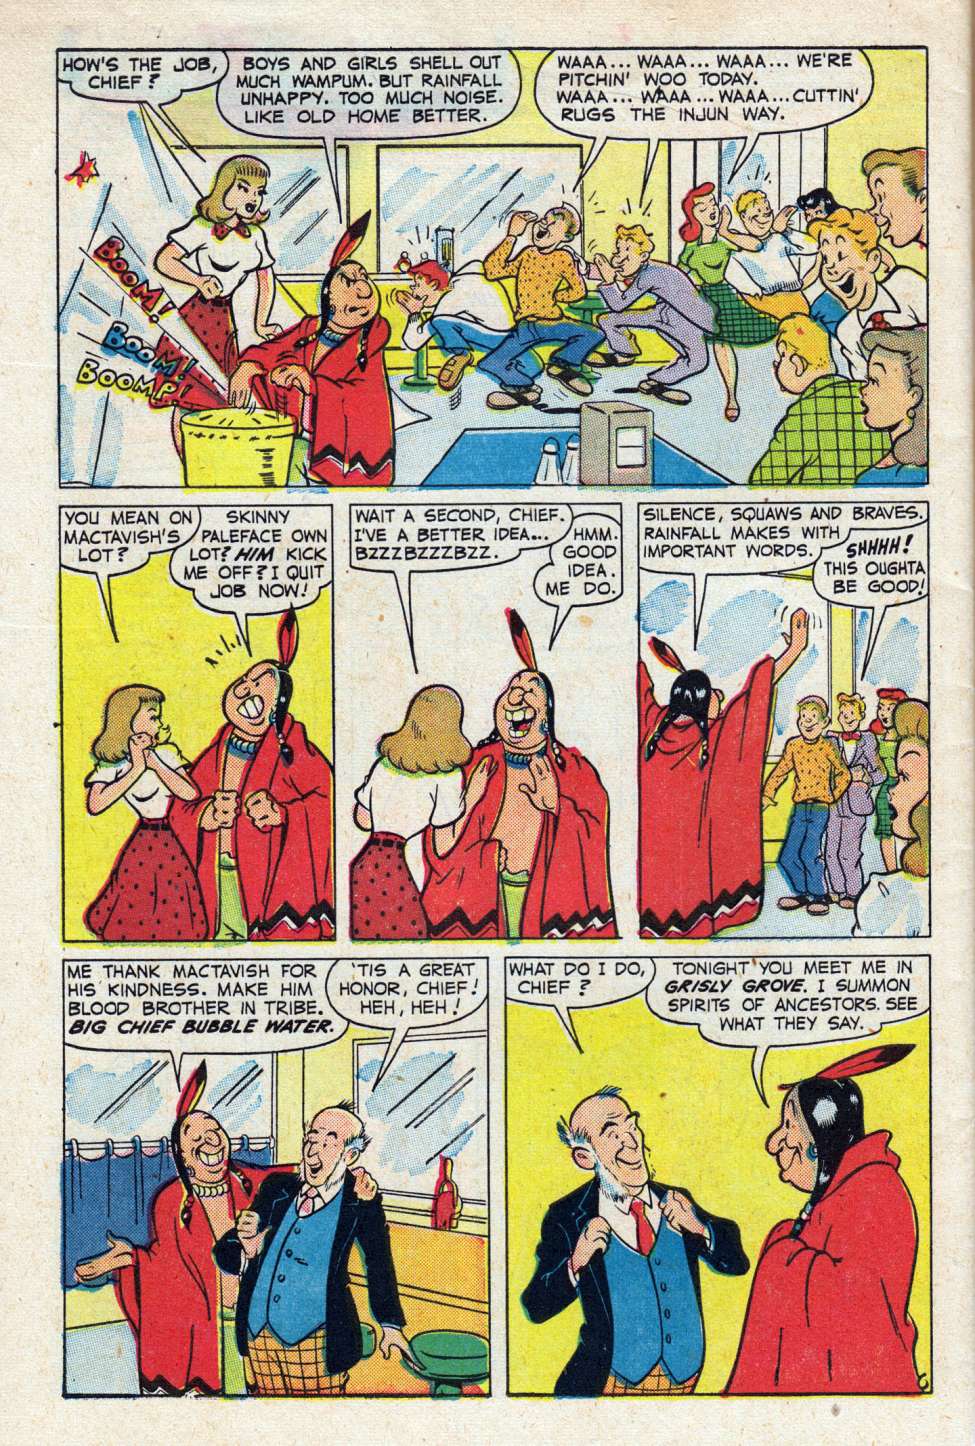 HOW'S THE JOB,
CHIEF?
BOYS AND GIRLS SHELL OUT
MUCH WAMPUM. BUT RAINFALL
UNHAPPY. TOO MUCH NOISE.
LIKE OLD HOME BETTER.
WAAA... WAAA... WAAA... WE'RE
PITCHIN' WOO TODAY.
WAAA... WAAA... WAAA...CUTTIN'
RUGS THE INJUN WAY.
BOOM!
BOOM!
BOOMP!
YOU MEAN ON
MACTAVISH'S
LOT?
SKINNY
PALEFACE OWN
LOT? HIM KICK
ME OFF? I QUIT
JOB NOW!
WAIT A SECOND, CHIEF.
I'VE A BETTER IDEA...
BZZZBZZZBZZ.
HMM.
GOOD
IDEA.
ME DO.
SILENCE, SQUAWS AND BRAVES.
RAINFALL MAKES WITH
IMPORTANT WORDS.
SHHHH!
THIS OUGHTA
BE GOOD!
ME THANK MACTAVISH FOR
HIS KINDNESS. MAKE HIM
BLOOD BROTHER IN TRIBE.
BIG CHIEF BUBBLE WATER.
'TIS A GREAT
HONOR, CHIEF!
HEH, HEH!
WHAT DO I DO,
CHIEF?
TONIGHT YOU MEET ME IN
GRISLY GROVE. I SUMMON
SPIRITS OF ANCESTORS. SEE
WHAT THEY SAY.
6